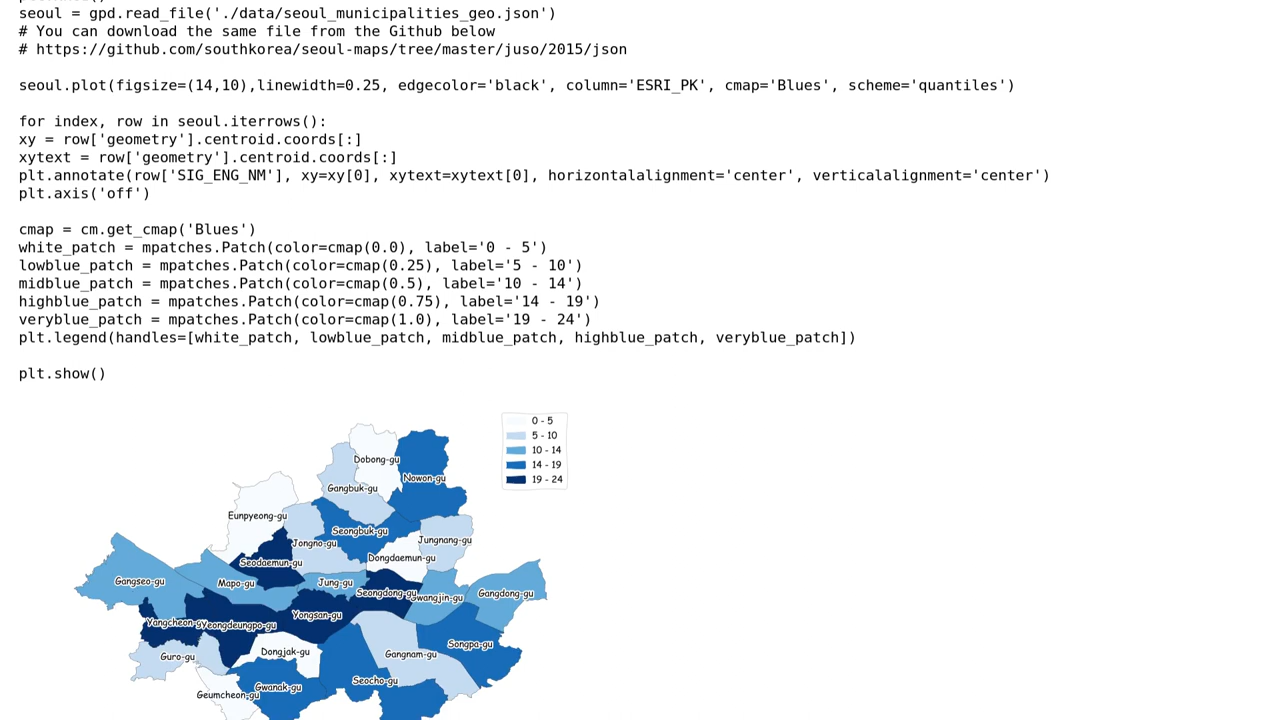 seoul = gpd.read_file('./data/seoul_municipalities_geo.json')
# You can download the same file from the Github below
# https://github.com/southkorea/seoul-maps/tree/master/juso/2015/json
seoul.plot(figsize=(14,10),linewidth=0.25, edgecolor='black', column='ESRI_PK', cmap='Blues', scheme='quantiles')
for index, row in seoul.iterrows():
xy = row['geometry'].centroid.coords[:]
xytext = row['geometry'].centroid.coords[:]
plt.annotate(row['SIG_ENG_NM'], xy=xy[0], xytext=xytext[0], horizontalalignment='center', verticalalignment='center')
plt.axis('off')
cmap = cm.get_cmap('Blues')
white_patch = mpatches.Patch(color=cmap(0.0), label='0 - 5')
lowblue_patch = mpatches.Patch(color=cmap(0.25), label='5 - 10')
midblue_patch = mpatches.Patch(color=cmap(0.5), label='10 - 14')
highblue_patch = mpatches.Patch(color=cmap(0.75), label='14 - 19')
veryblue_patch = mpatches.Patch(color=cmap(1.0), label='19 - 24')
plt.legend(handles=[white_patch, lowblue_patch, midblue_patch, highblue_patch, veryblue_patch])
plt.show()
0 - 5
5 - 10
10 - 14
14 - 19
19 - 24
Dobong-gu
Nowon-gu
Gangbuk-gu
Eunpyeong-gu
Seongbuk-gu
Jongno-gu
Jungnang-gu
Dongdaemun-gu
Seodaemun-gu
Gangseo-gu
Mapo-gu
Jung-gu
Seongdong-gu
Gwangjin-gu
Gangdong-gu
Yongsan-gu
Yangcheon-g
Yeongdeungpo-gu
Songpa-gu
Dongjak-gu
Guro-gu
Gangnam-gu
Seocho-gu
Gwanak-gu
Geumcheon-gu